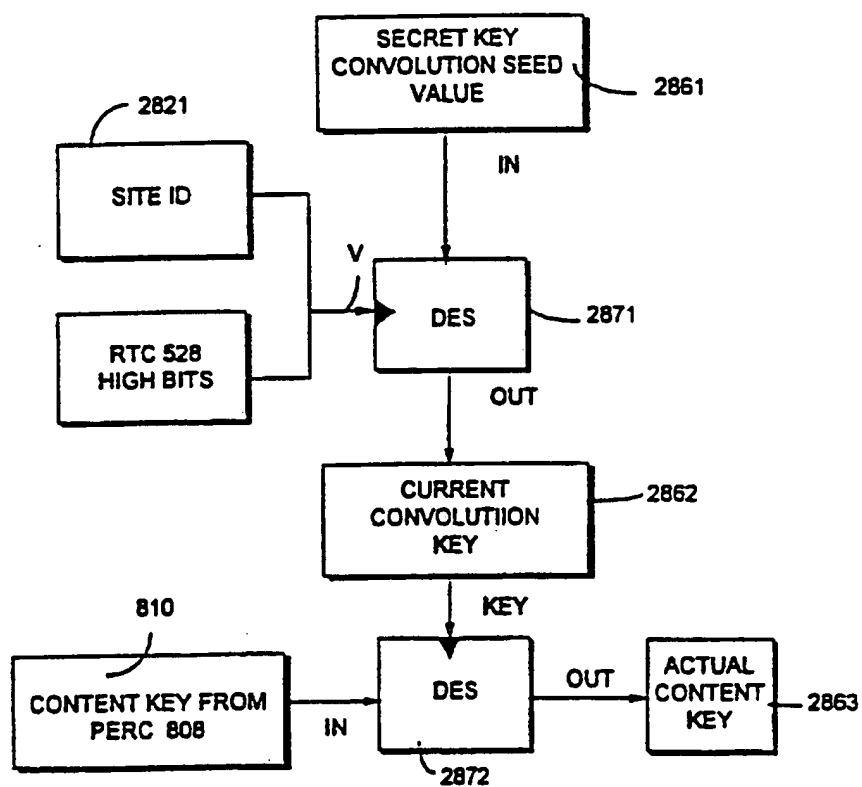 SECRET KEY
CONVOLUTION SEED
VALUE
2861
2821
IN
SITE ID
V
DES
2871
RTC 528
HIGH BITS
OUT
CURRENT
CONVOLUTIION
KEY
2862
810
KEY
CONTENT KEY FROM
PERC 808
IN
DES
OUT
ACTUAL
CONTENT
KEY
2863
2872